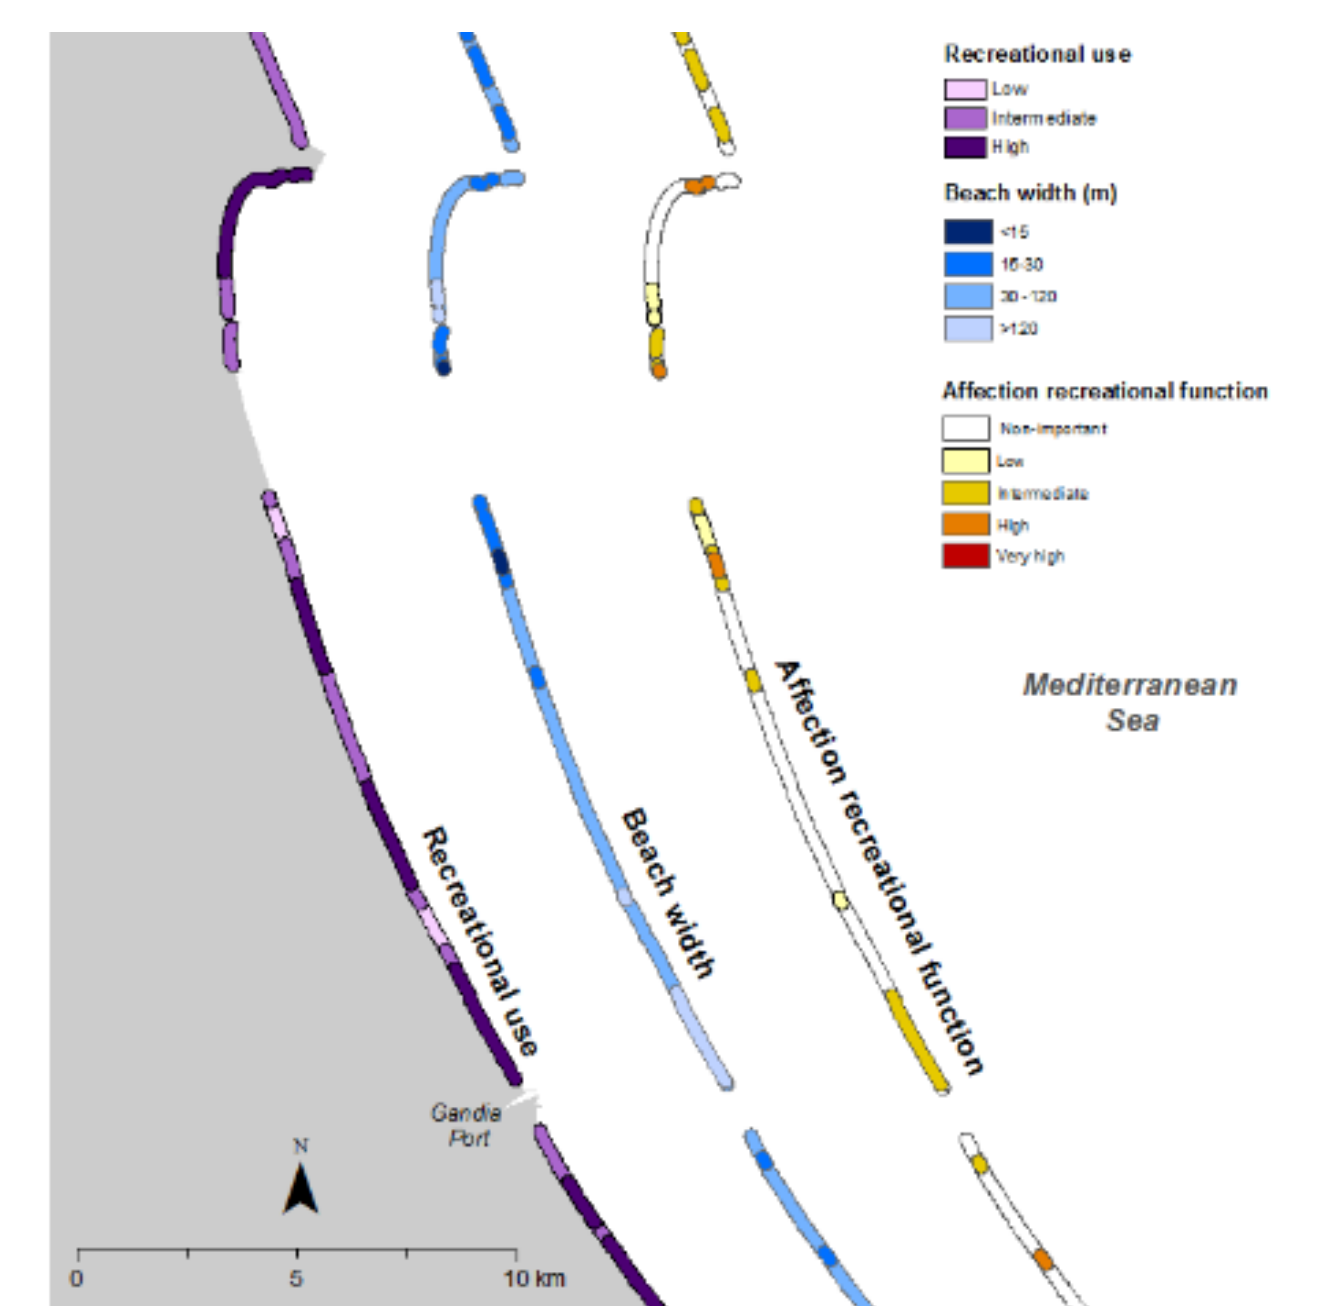 Recreational use
Low
Intermediate
High
Beach width (m)
<15
15-30
30 - 120
>120
Affection recreational function
Non-important
Low
Intermediate
High
Very high
Mediterranean
Sea
Affection recreational function
Beach width
Recreational use
Gandia
Port
N
0
5
10 km